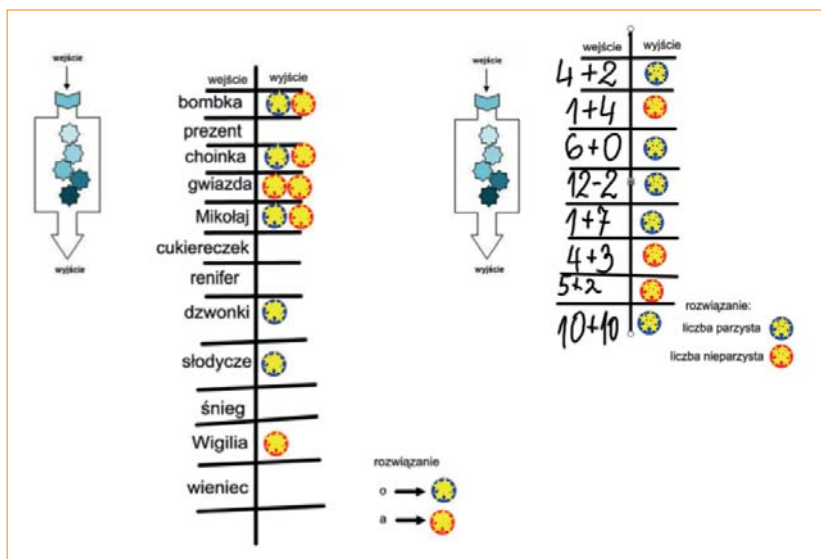 wejście
wyjście
wejście wyjście
bombka
prezent
choinka
gwiazda
Mikołaj
cukiereczek
renifer
dzwonki
słodycze
śnieg
Wigilia
wieniec
rozwiązanie
o
a
wejście
wyjście
wejście wyjście
4+2
1+4
6+0
12-2
1+7
4+3
5+2
10+10
rozwiązanie:
liczba parzysta
liczba nieparzysta